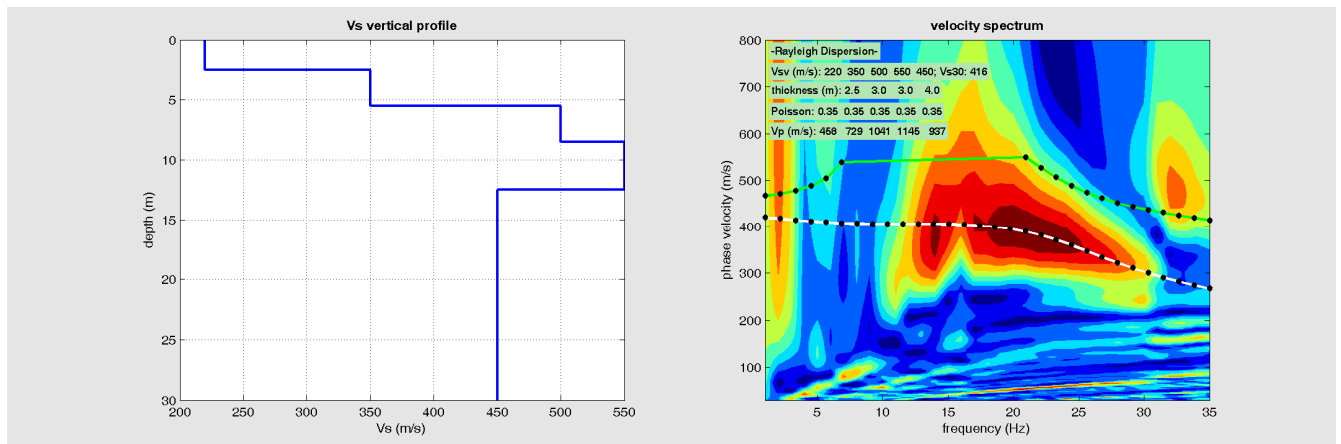 Vs vertical profile
0
5
10
15
20
25
30
depth (m)
200 250 300 350 400 450 500 550
Vs (m/s)
velocity spectrum
-Rayleigh Dispersion-
Vsv (m/s): 220 350 500 550 450; Vs30: 416
thickness (m): 2.5 3.0 3.0 4.0
Poisson: 0.35 0.35 0.35 0.35 0.35
Vp (m/s): 458 729 1041 1145 937
800
700
600
500
400
300
200
100
phase velocity (m/s)
5 10 15 20 25 30 35
frequency (Hz)